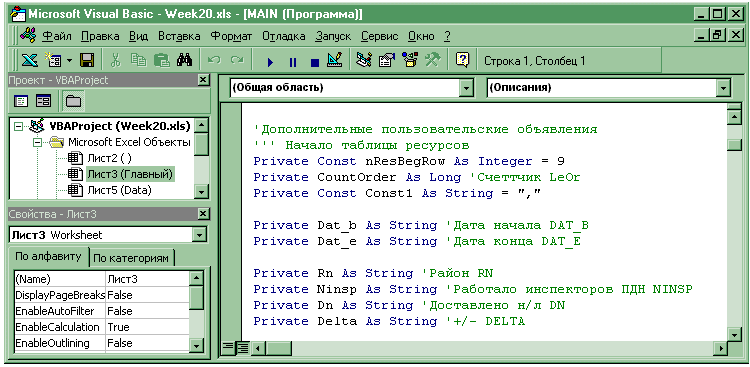 Microsoft Visual Basic - Week20.xls - [MAIN (Программа)]
Файл Правка Вид Вставка Формат Отладка Запуск Сервис Окно ?
Строка 1, Столбец 1
Проект - VBAProject
VBAProject (Week20.xls)
Microsoft Excel Объекты
Лист2 ( )
Лист3 (Главный)
Лист5 (Data)
Свойства - Лист3
Лист3 Worksheet
По алфавиту По категориям
(Name) Лист3
DisplayPageBreaks False
EnableAutoFilter False
EnableCalculation True
EnableOutlining False
(Общая область) (Описания)
'Дополнительные пользовательские объявления
''' Начало таблицы ресурсов
Private Const nResBegRow As Integer = 9
Private CountOrder As Long 'Счеттчик LeOr
Private Const Const1 As String = ","
Private Dat_b As String 'Дата начала DAT_B
Private Dat_e As String 'Дата конца DAT_E
Private Rn As String 'Район RN
Private Ninsp As String 'Работало инспекторов ПДН NINSP
Private Dn As String 'Доставлено н/л DN
Private Delta As String '+/- DELTA